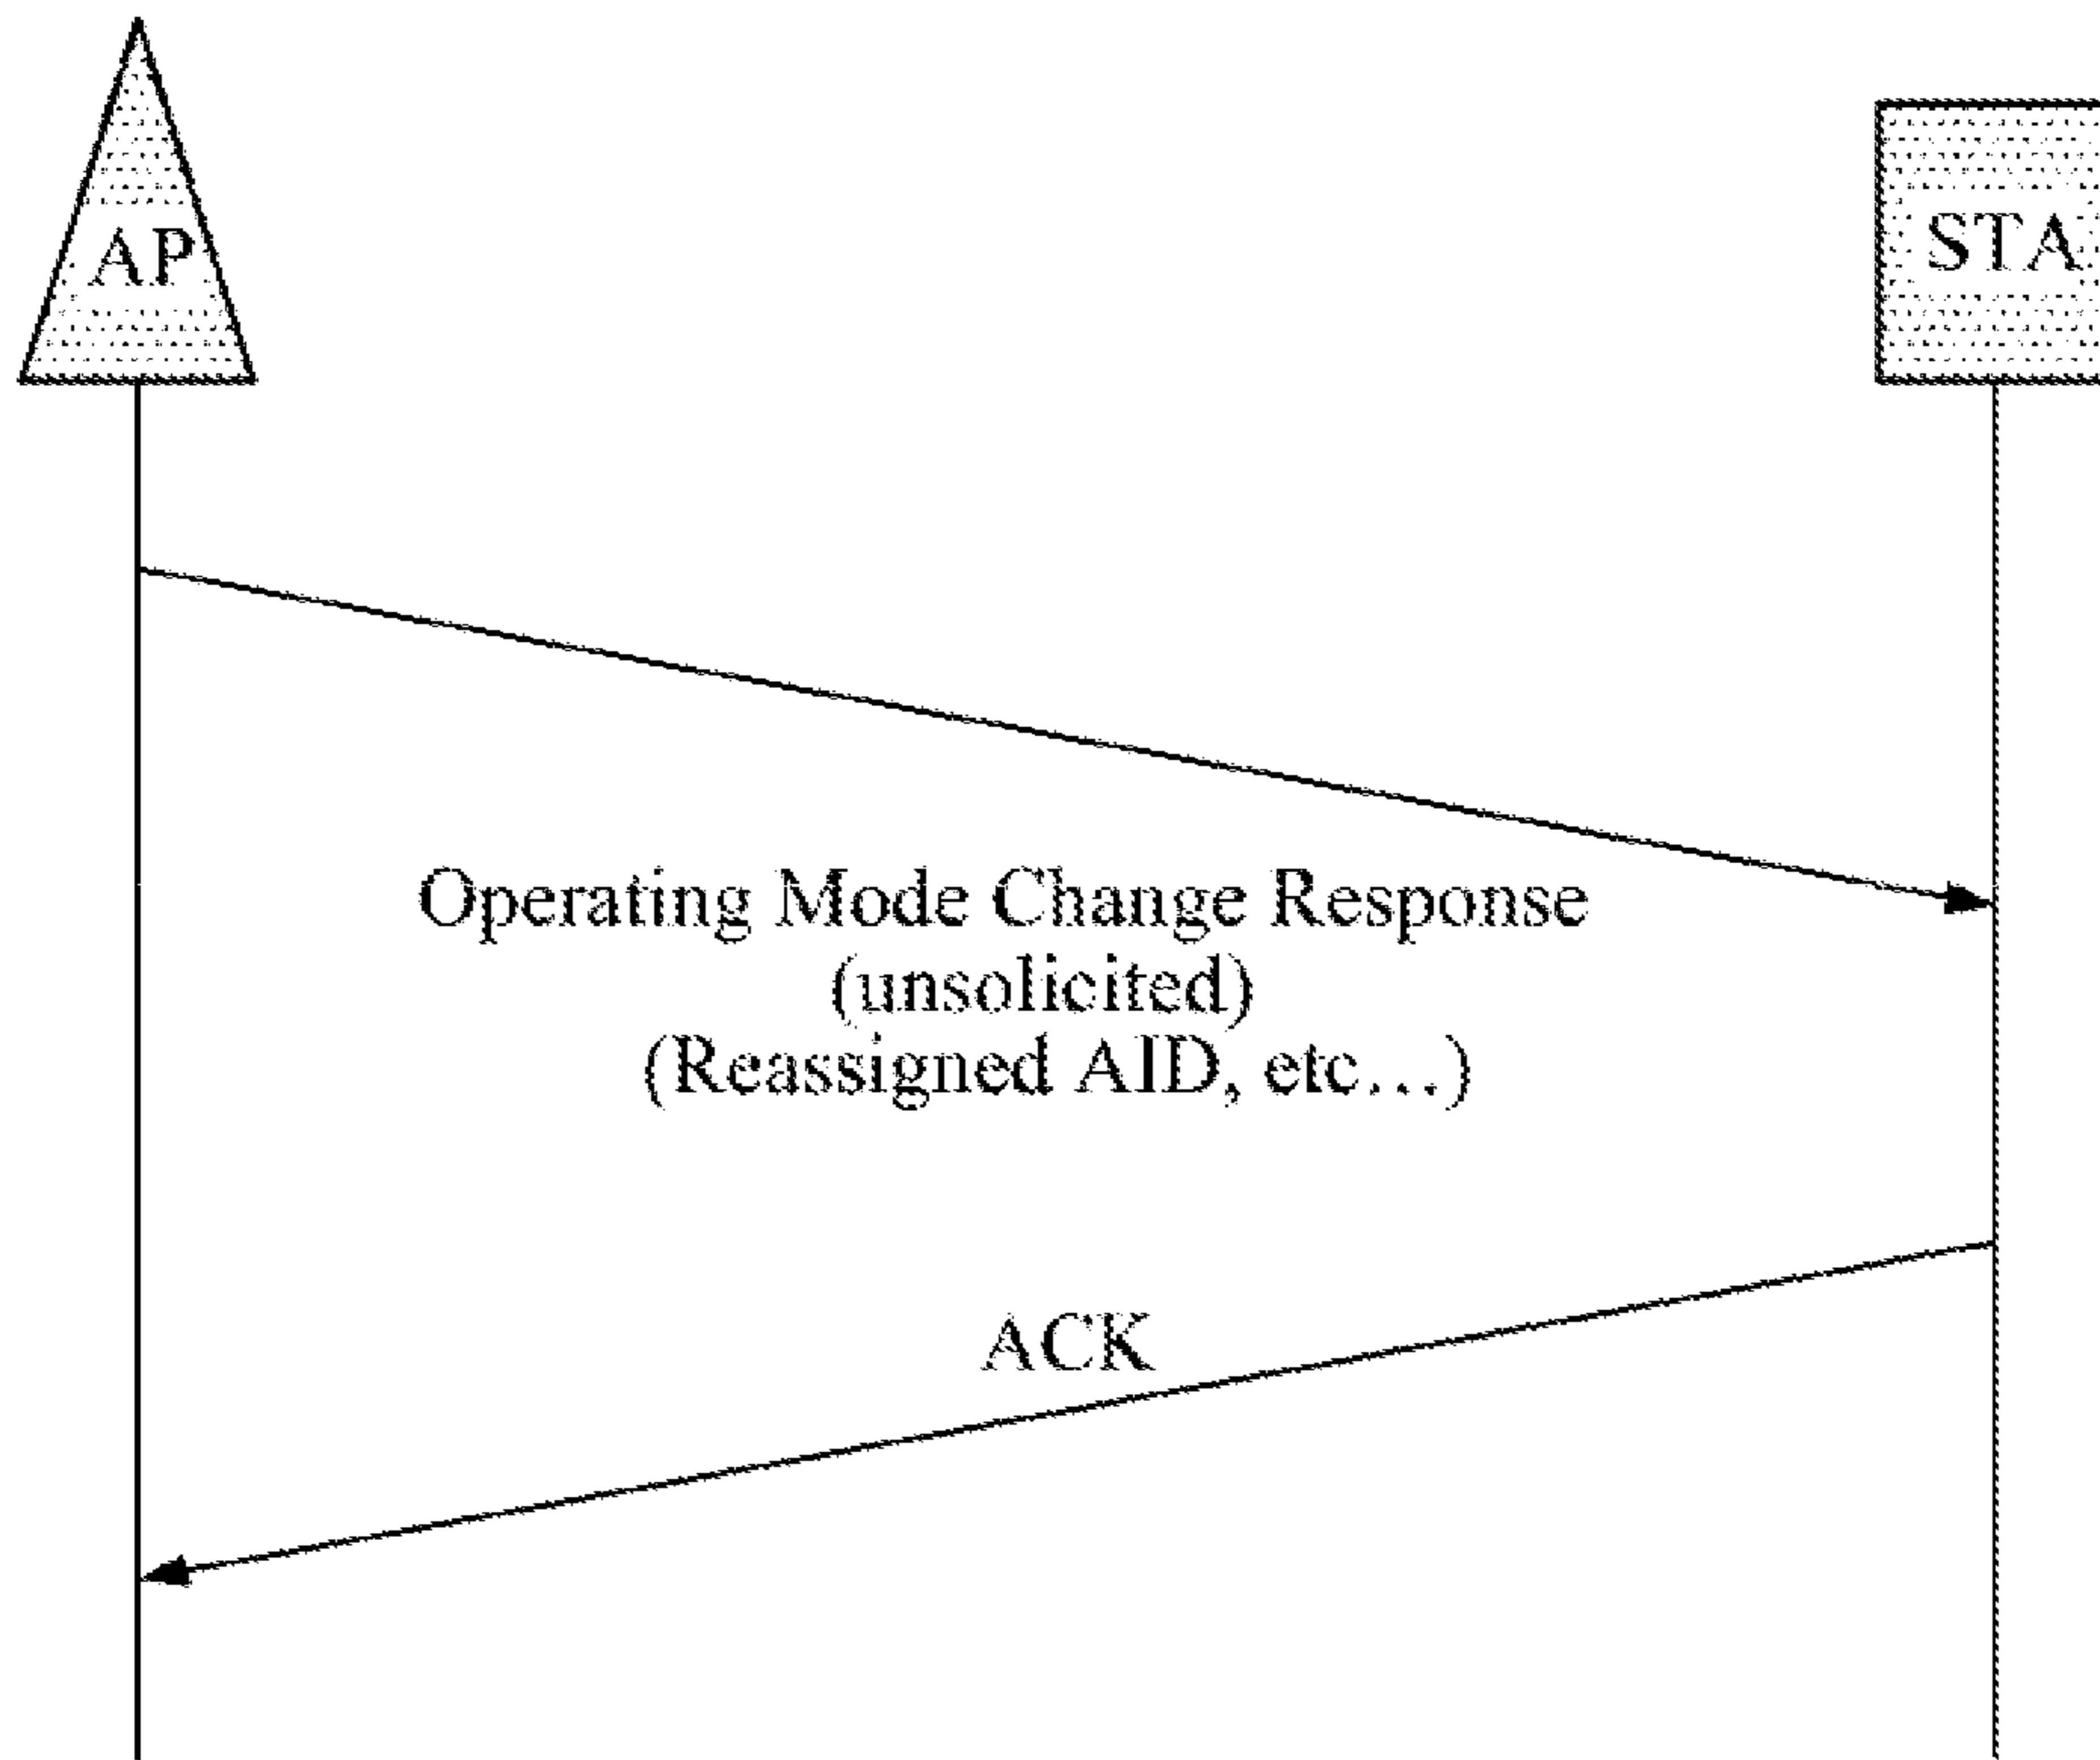 AP
STA
Operating Mode Change Response
(unsolicited)
(Reassigned AID, etc...)
ACK